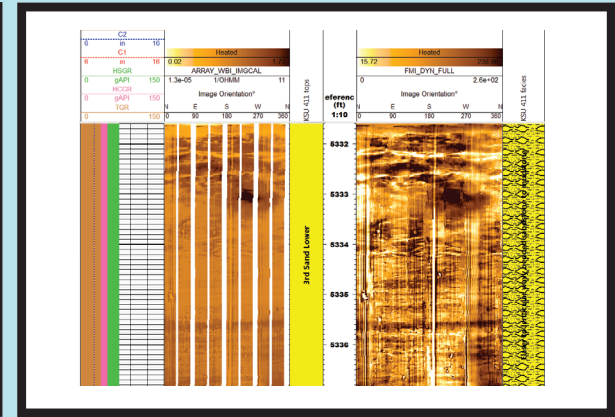 C2
6 in 16
C1
6 in 16
HSGR
0 gAPI 150
HCGR
0 gAPI 150
TGR
0 150
Heated
0.02
ARRAY_WBI_IMGCAL
1.3e-05 1/OHMM 11
Image Orientation°
N E S W N
0 90 180 270 360
KSU 411 tops
eferenc
(ft)
1:10
Heated
15.72
FMI_DYN_FULL
0 2.6e+02
Image Orientation°
N E S W N
0 90 180 270 360
KSU 411 facies
3rd Sand Lower
5332
5333
5334
5335
5336